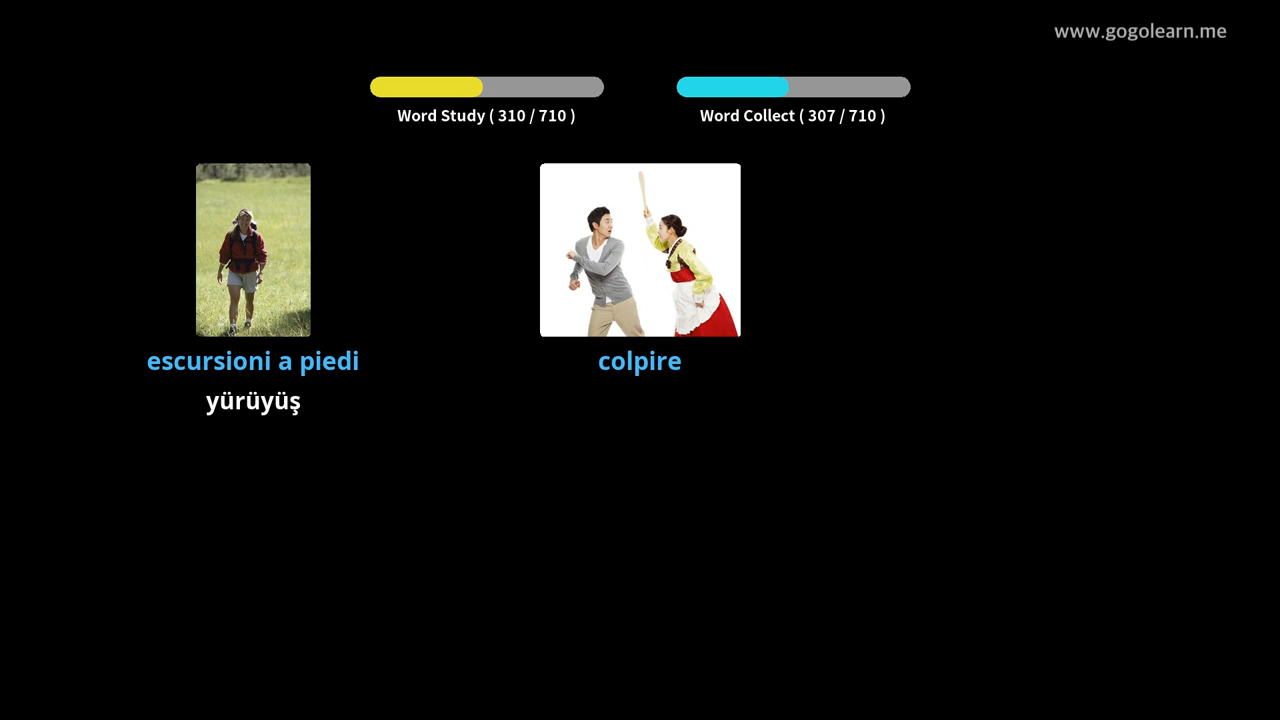 www.gogolearn.me
Word Study ( 310 / 710 )
Word Collect ( 307 / 710 )
escursioni a piedi
yürüyüş
colpire